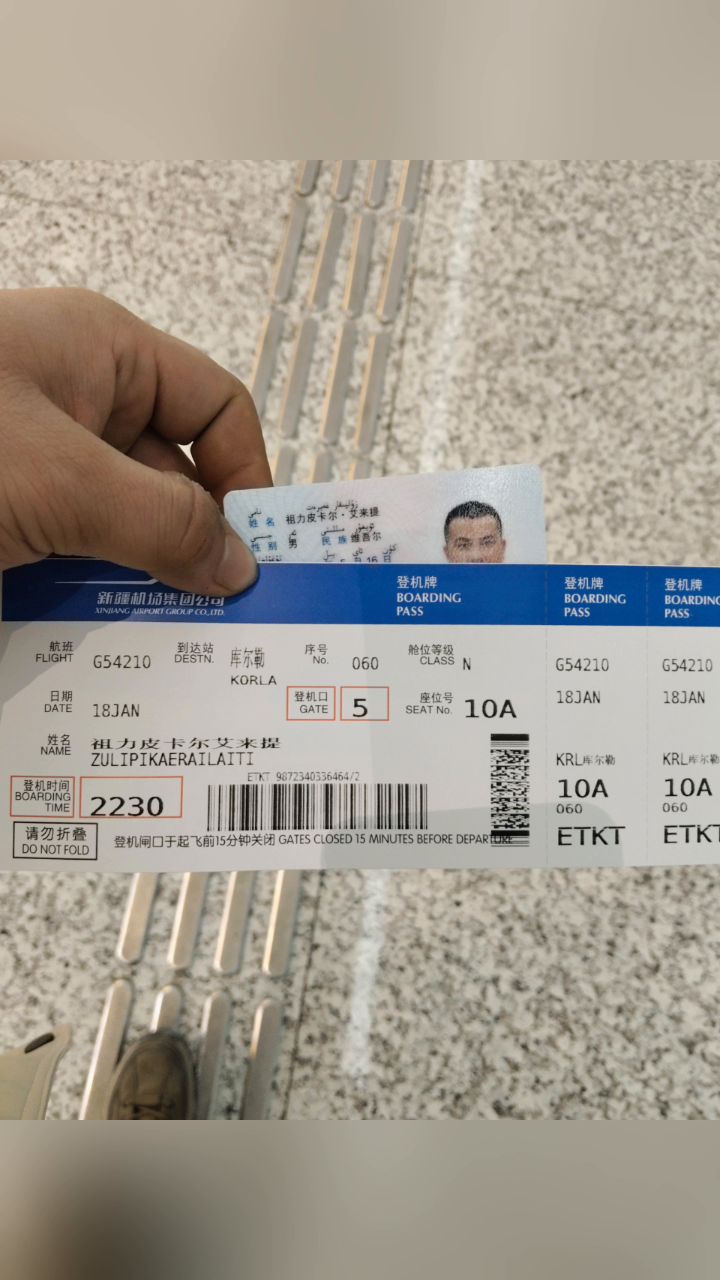 姓 名 祖力皮卡尔·艾来提
性 别 男 民 族 维吾尔
新疆机场集团公司
XINJIANG AIRPORT GROUP CO.,LTD.
登机牌
BOARDING
PASS
航班
FLIGHT G54210
到达站
DESTN. 库尔勒
KORLA
序号
No. 060
舱位等级
CLASS N
日期
DATE 18JAN
登机口
GATE 5
座位号
SEAT No. 10A
姓名
NAME 祖力皮卡尔艾来提
ZULIPIKAERAILAITI
登机时间
BOARDING
TIME 2230
ETKT 9872340336464/2
请勿折叠
DO NOT FOLD
登机闸口于起飞前15分钟关闭 GATES CLOSED 15 MINUTES BEFORE DEPARTURE
登机牌
BOARDING
PASS
G54210
18JAN
KRL库尔勒
10A
060
ETKT
登机牌
BOARDING
PASS
G54210
18JAN
KRL库尔
10A
060
ETKT